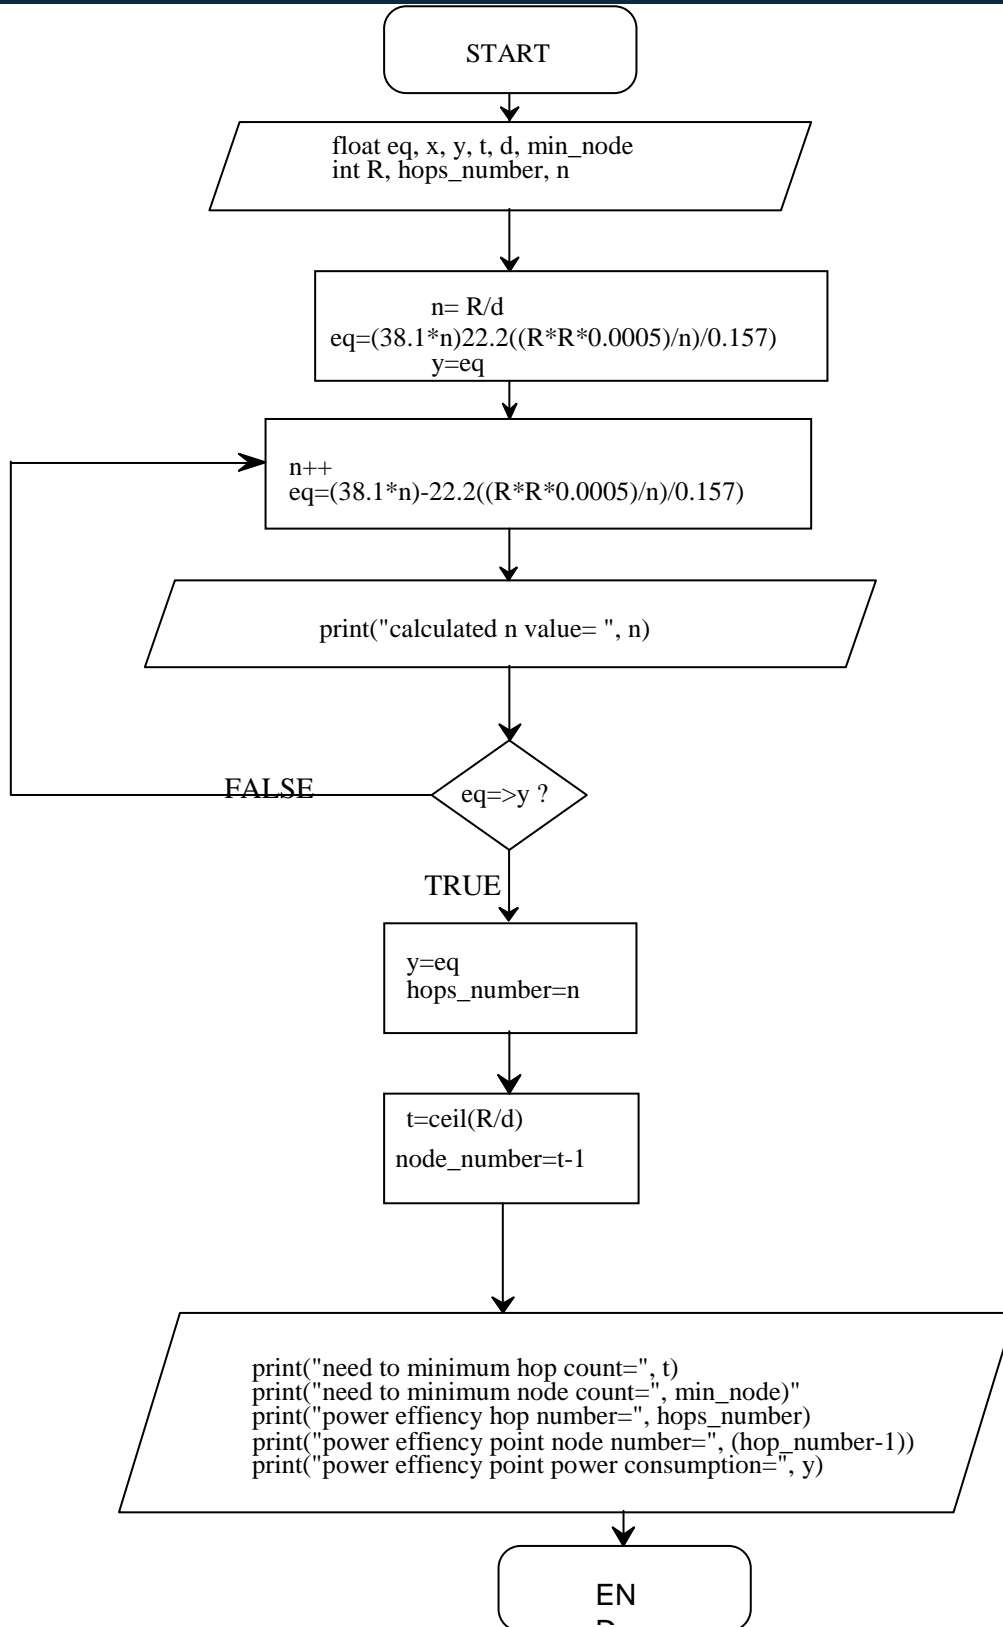 START
float eq, x, y, t, d, min_node
int R, hops_number, n
n= R/d
eq=(38.1*n)22.2((R*R*0.0005)/n)/0.157)
y=eq
n++
eq=(38.1*n)-22.2((R*R*0.0005)/n)/0.157)
print("calculated n value= ", n)
FALSE
eq=>y ?
TRUE
y=eq
hops_number=n
t=ceil(R/d)
node_number=t-1
print("need to minimum hop count=", t)
print("need to minimum node count=", min_node)"
print("power effiency hop number=", hops_number)
print("power effiency point node number=", (hop_number-1))
print("power effiency point power consumption=", y)
EN
D